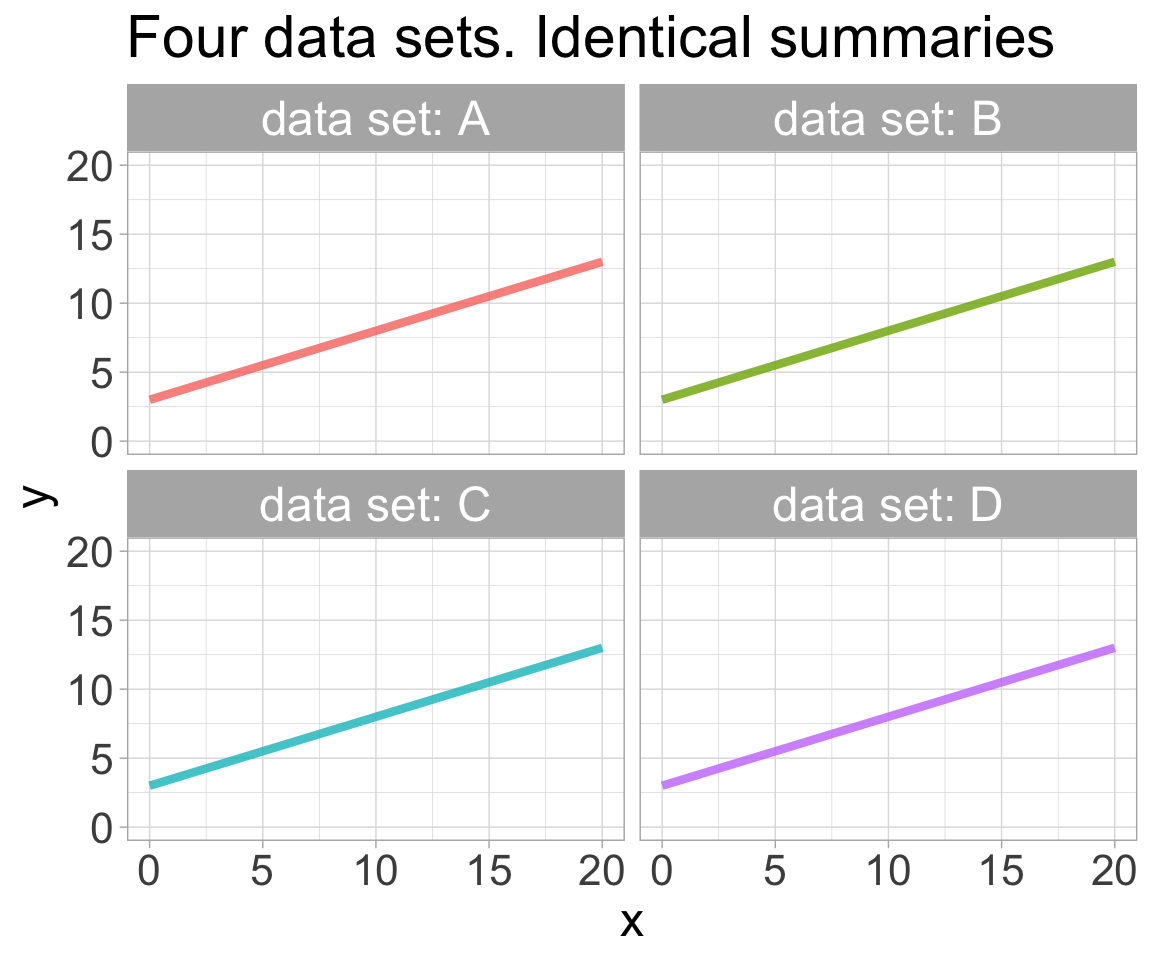 Four data sets. Identical summaries
data set: A
data set: B
20
15
10
5
0
y
data set: C
data set: D
20
15
10
5
0
0 5 10 15 20 0 5 10 15 20
x